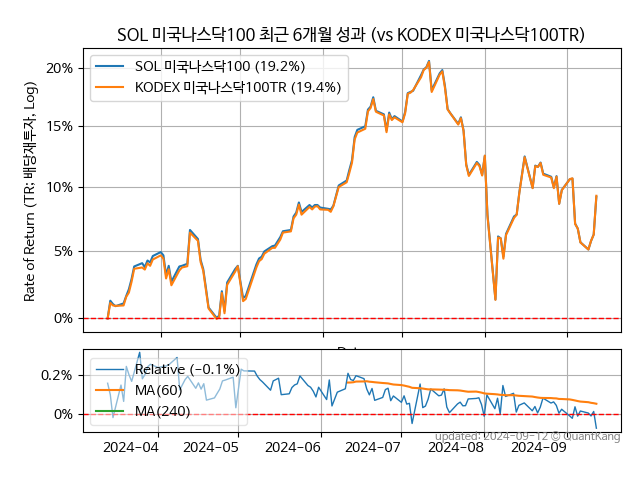 SOL 미국나스닥100 최근 6개월 성과 (vs KODEX 미국나스닥100TR)
Rate of Return (TR: 배당재투자, Log)
20%
15%
10%
5%
0%
SOL 미국나스닥100 (19.2%)
KODEX 미국나스닥100TR (19.4%)
0.2%
0%
Relative (-0.1%)
MA(60)
MA(240)
updated: 2024-09-12 © QuantKang
2024-04
2024-05
2024-06
2024-07
2024-08
2024-09